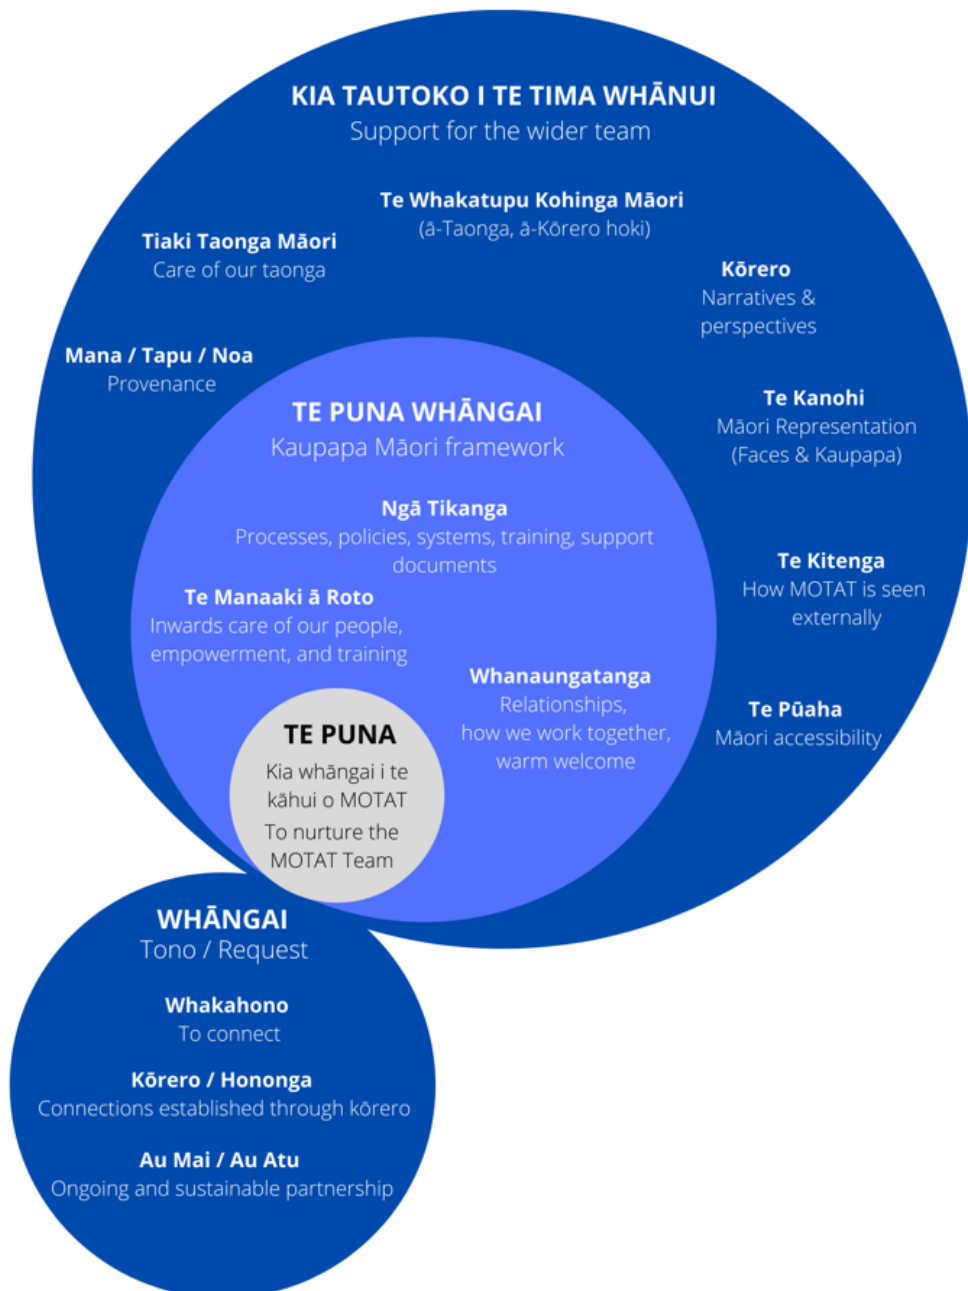 KIA TAUTOKO I TE TIMA WHĀNUI
Support for the wider team
Te Whakatupu Kohinga Māori
(ā-Taonga, ā-Kōrero hoki)
Tiaki Taonga Māori
Care of our taonga
Kōrero
Narratives &
perspectives
Mana / Tapu / Noa
Provenance
Te Kanohi
Māori Representation
(Faces & Kaupapa)
Te Kitenga
How MOTAT is seen
externally
Te Pūaha
Māori accessibility
TE PUNA WHĀNGAI
Kaupapa Māori framework
Ngā Tikanga
Processes, policies, systems, training, support
documents
Te Manaaki ā Roto
Inwards care of our people,
empowerment, and training
Whanaungatanga
Relationships,
how we work together,
warm welcome
TE PUNA
Kia whāngai i te
kāhui o MOTAT
To nurture the
MOTAT Team
WHĀNGAI
Tono / Request
Whakahono
To connect
Kōrero / Hononga
Connections established through kōrero
Au Mai / Au Atu
Ongoing and sustainable partnership